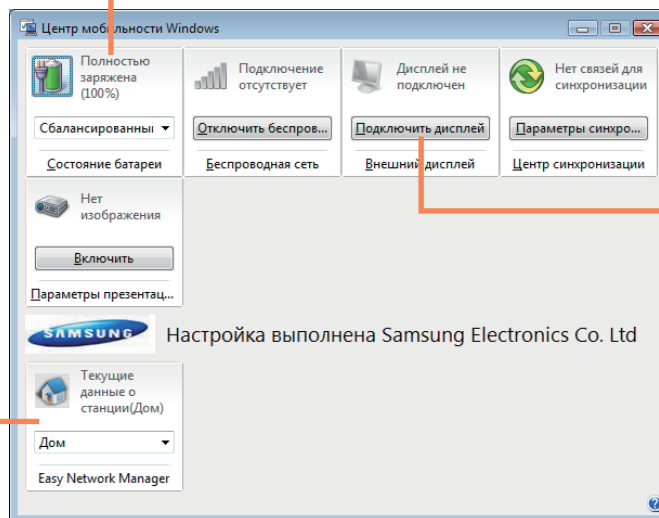 Центр мобильности Windows
Полностью
заряжена
(100%)
Сбалансированны
Состояние батареи
Подключение
отсутствует
Отключить беспров...
Беспроводная сеть
Дисплей не
подключен
Подключить дисплей
Внешний дисплей
Нет связей для
синхронизации
Параметры синхро...
Центр синхронизации
Нет
изображения
Включить
Параметры презентац...
SAMSUNG
Настройка выполнена Samsung Electronics Co. Ltd
Текущие
данные о
станции(Дом)
Дом
Easy Network Manager